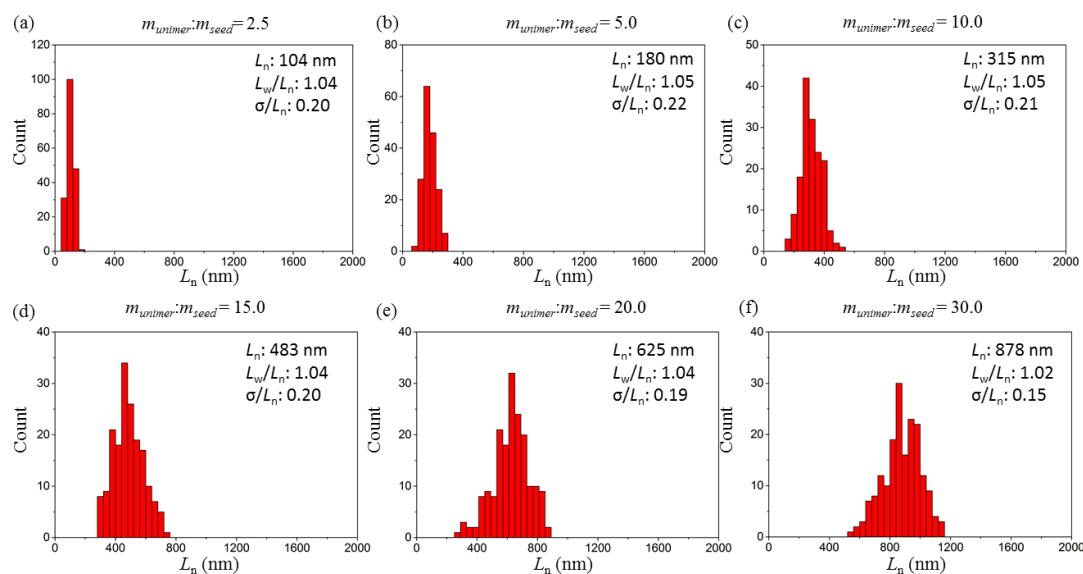 (a) m_unimer:m_seed = 2.5
120
100
80
60
40
20
0
Count
L_n: 104 nm
L_w/L_n: 1.04
σ/L_n: 0.20
0 400 800 1200 1600 2000
L_n (nm)
(b) m_unimer:m_seed = 5.0
80
60
40
20
0
Count
L_n: 180 nm
L_w/L_n: 1.05
σ/L_n: 0.22
0 400 800 1200 1600 2000
L_n (nm)
(c) m_unimer:m_seed = 10.0
50
40
30
20
10
0
Count
L_n: 315 nm
L_w/L_n: 1.05
σ/L_n: 0.21
0 400 800 1200 1600 2000
L_n (nm)
(d) m_unimer:m_seed = 15.0
40
30
20
10
0
Count
L_n: 483 nm
L_w/L_n: 1.04
σ/L_n: 0.20
0 400 800 1200 1600 2000
L_n (nm)
(e) m_unimer:m_seed = 20.0
40
30
20
10
0
Count
L_n: 625 nm
L_w/L_n: 1.04
σ/L_n: 0.19
0 400 800 1200 1600 2000
L_n (nm)
(f) m_unimer:m_seed = 30.0
40
30
20
10
0
Count
L_n: 878 nm
L_w/L_n: 1.02
σ/L_n: 0.15
0 400 800 1200 1600 2000
L_n (nm)